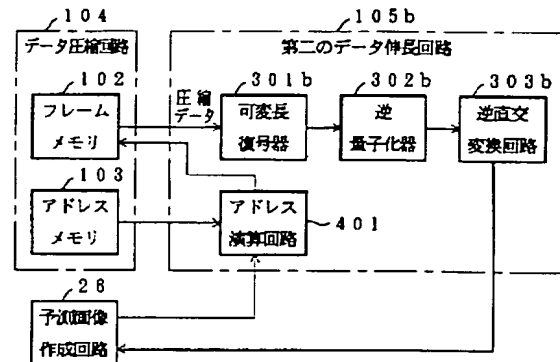 104
データ圧縮回路
102
フレーム
メモリ
103
アドレス
メモリ
26
予測画像
作成回路
105b
第二のデータ伸長回路
圧縮
データ
301b
可変長
復号器
302b
逆
量子化器
303b
逆直交
変換回路
アドレス
演算回路
401